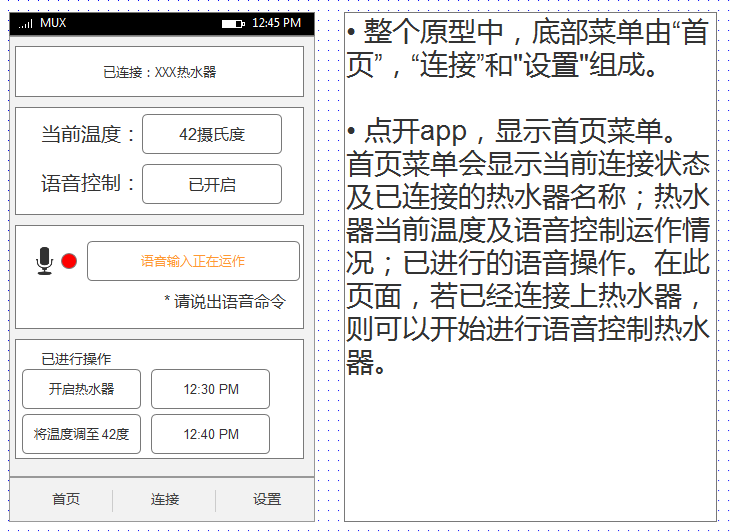 MUX 12:45 PM
已连接：XXX热水器
当前温度： 42摄氏度
语音控制： 已开启
语音输入正在运作
* 请说出语音命令
已进行操作
开启热水器 12:30 PM
将温度调至 42度 12:40 PM
首页 连接 设置
• 整个原型中，底部菜单由“首
页”，“连接”和"设置"组成。
• 点开app，显示首页菜单。
首页菜单会显示当前连接状态
及已连接的热水器名称；热水
器当前温度及语音控制运作情
况；已进行的语音操作。在此
页面，若已经连接上热水器，
则可以开始进行语音控制热水
器。